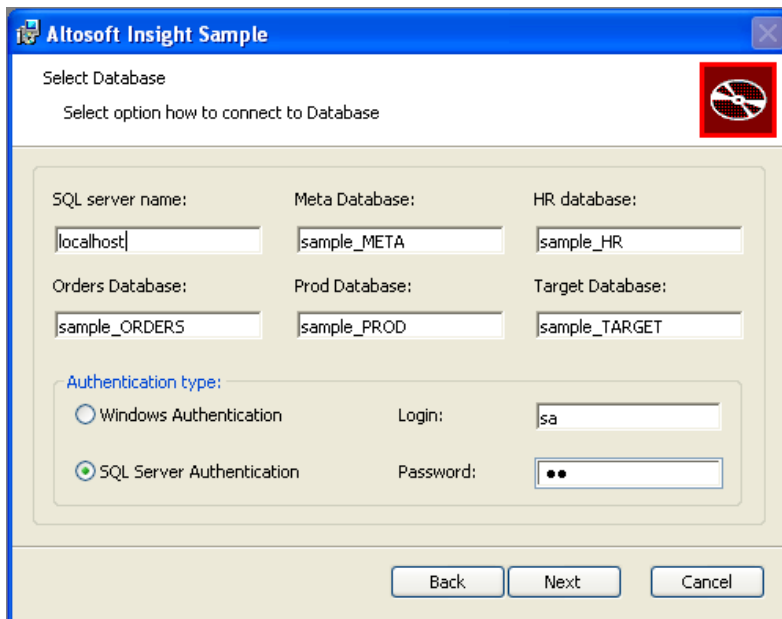 Altosoft Insight Sample
Select Database
Select option how to connect to Database
SQL server name: Meta Database: HR database:
localhost sample_META sample_HR
Orders Database: Prod Database: Target Database:
sample_ORDERS sample_PROD sample_TARGET
Authentication type:
Windows Authentication Login: sa
SQL Server Authentication Password: ●●
Back Next Cancel